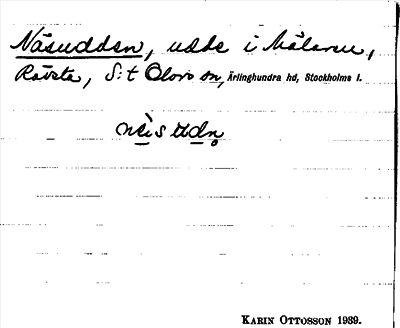 Näsudden, udde i Mälaren,
Rävsta, S:t Olovs sn, Ärlinghundra hd, Stockholms l.
KARIN OTTOSSON 1939.